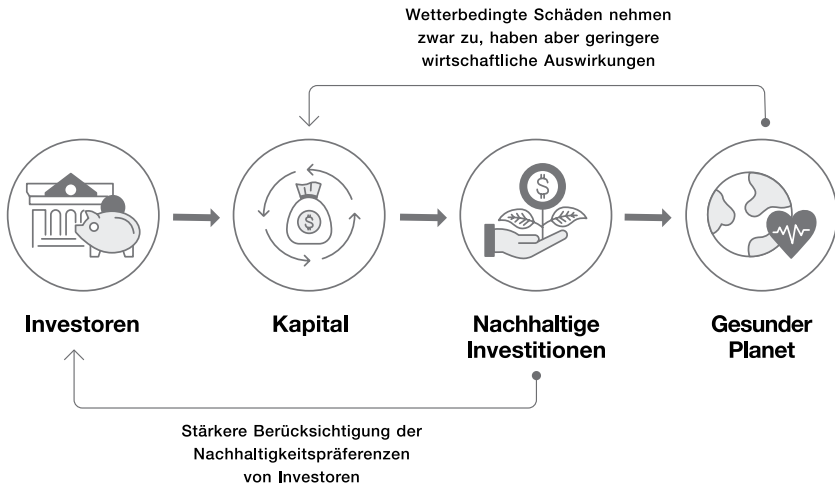 Wetterbedingte Schäden nehmen
zwar zu, haben aber geringere
wirtschaftliche Auswirkungen
$
$
Investoren
Kapital
Nachhaltige
Investitionen
Gesunder
Planet
Stärkere Berücksichtigung der
Nachhaltigkeitspräferenzen
von Investoren